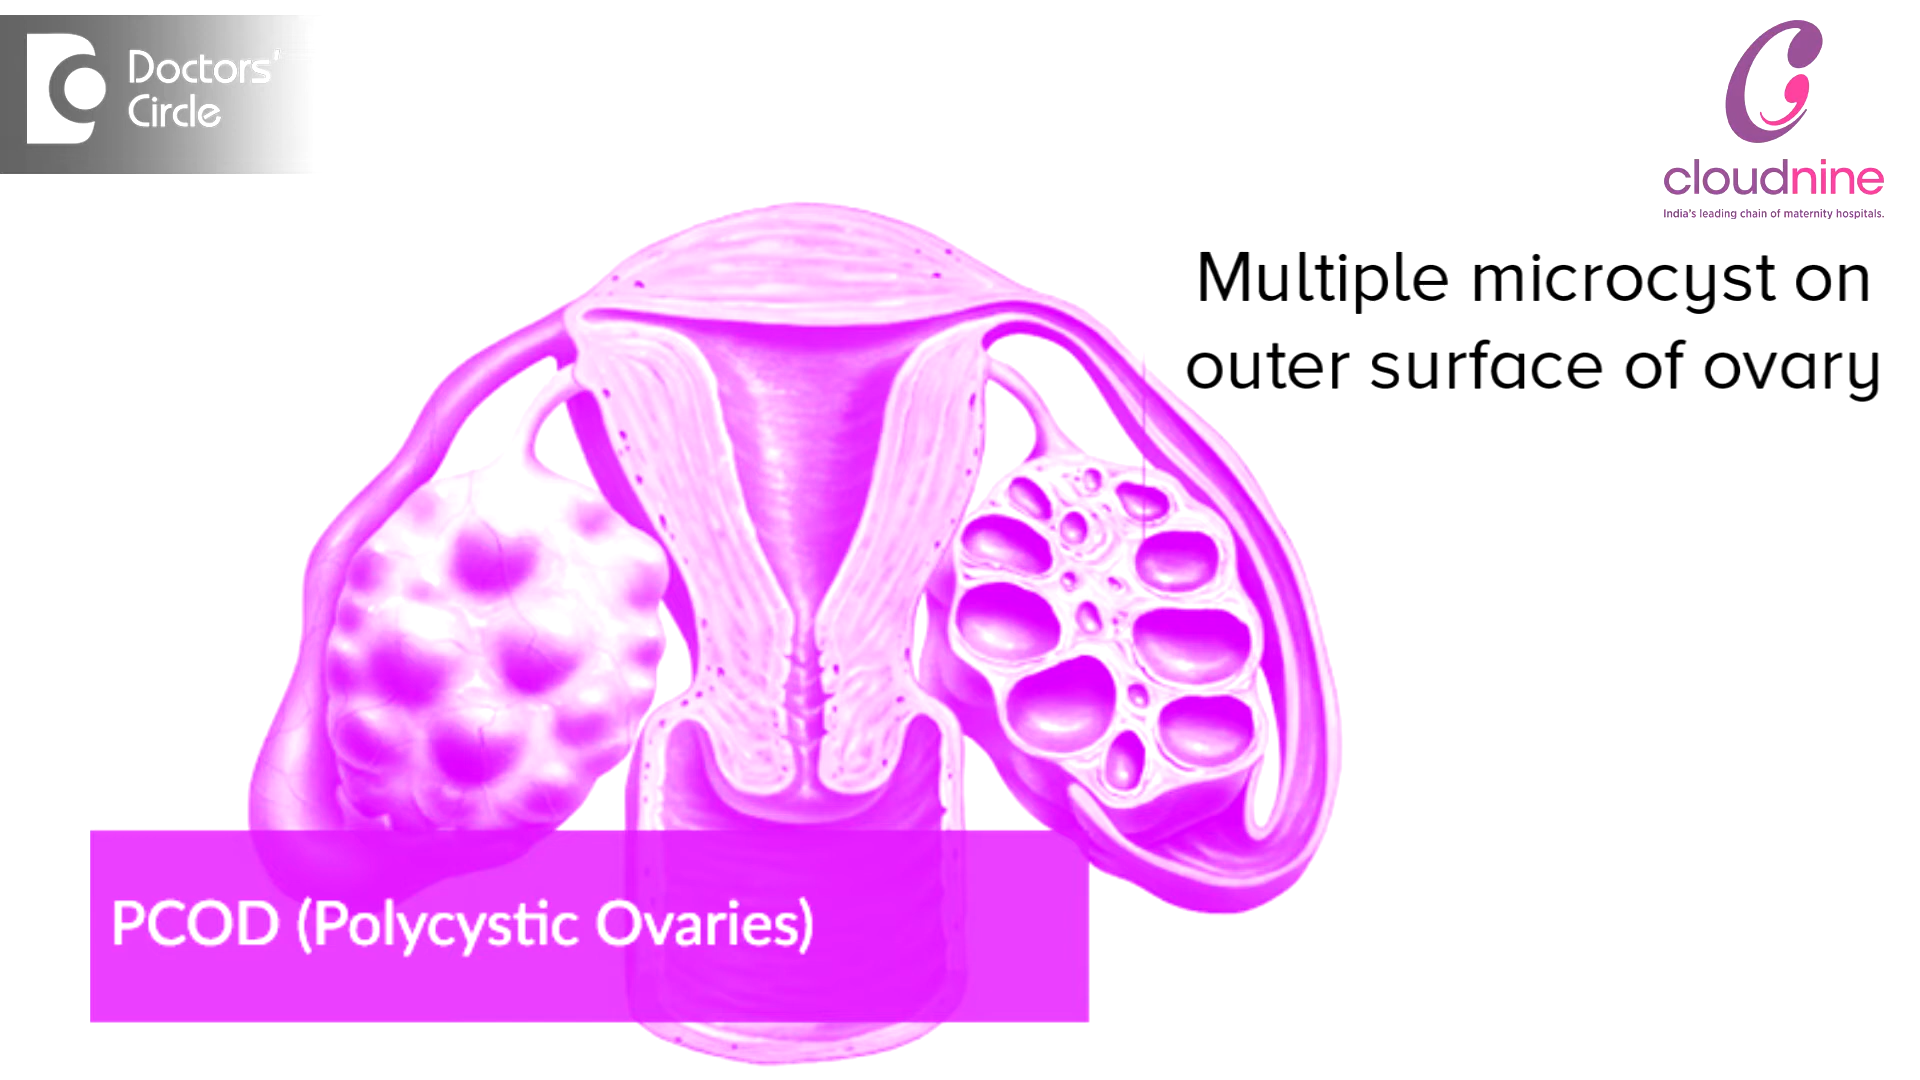 Doctors'
Circle
cloudnine
India's leading chain of maternity hospitals.
Multiple microcyst on
outer surface of ovary
PCOD (Polycystic Ovaries)